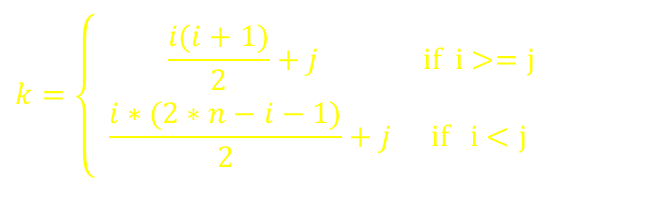 k = { i(i + 1) / 2 + j if i >= j
i * (2 * n − i − 1) / 2 + j if i < j